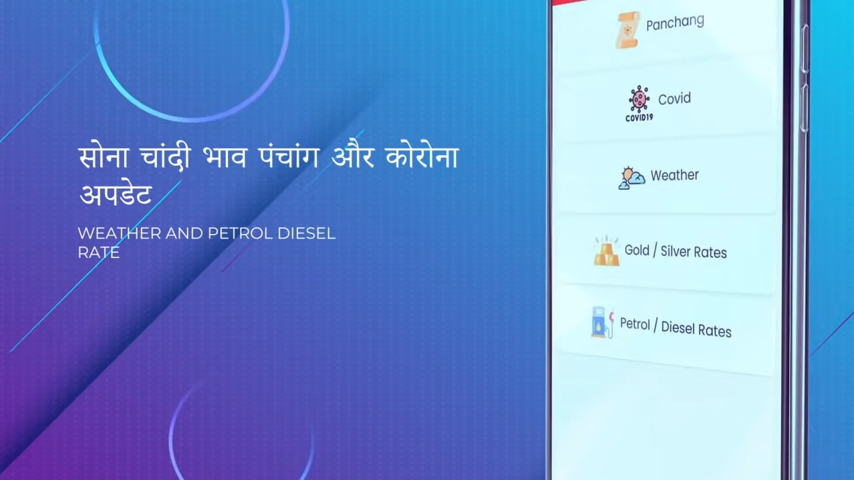 सोना चांदी भाव पंचांग और कोरोना
अपडेट
WEATHER AND PETROL DIESEL
RATE
Panchang
Covid
COVID19
Weather
Gold / Silver Rates
Petrol / Diesel Rates